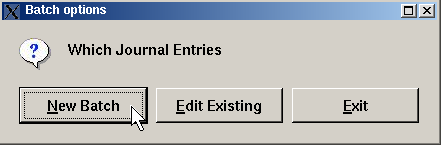 Batch options
Which Journal Entries
New Batch Edit Existing Exit